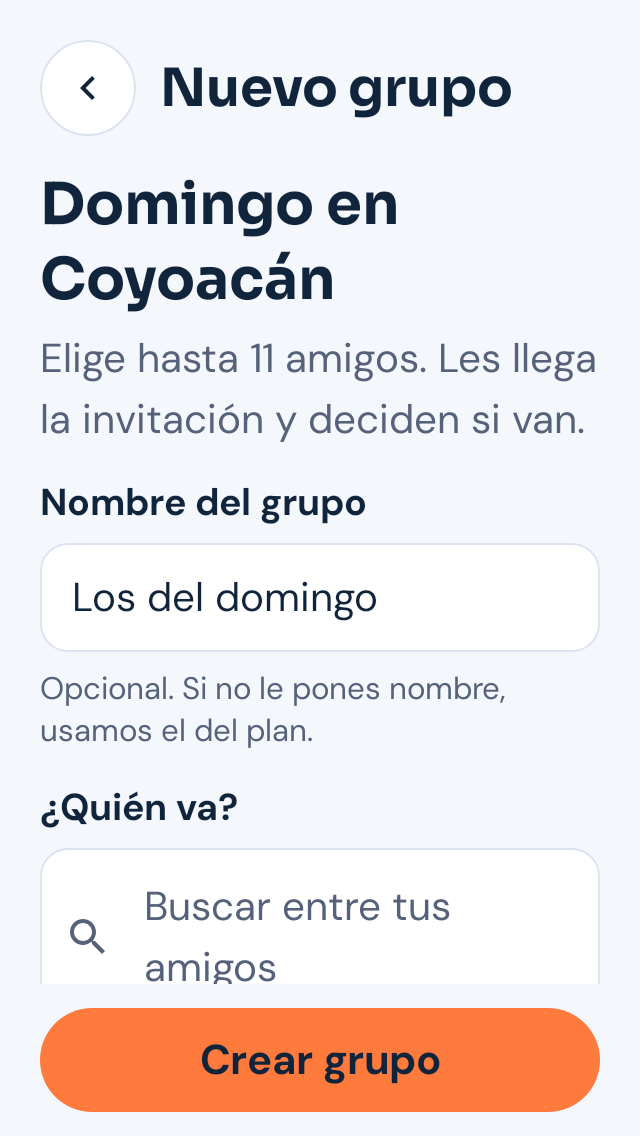 Nuevo grupo
Domingo en
Coyoacán
Elige hasta 11 amigos. Les llega
la invitación y deciden si van.
Nombre del grupo
Los del domingo
Opcional. Si no le pones nombre,
usamos el del plan.
¿Quién va?
Buscar entre tus
amigos
Crear grupo